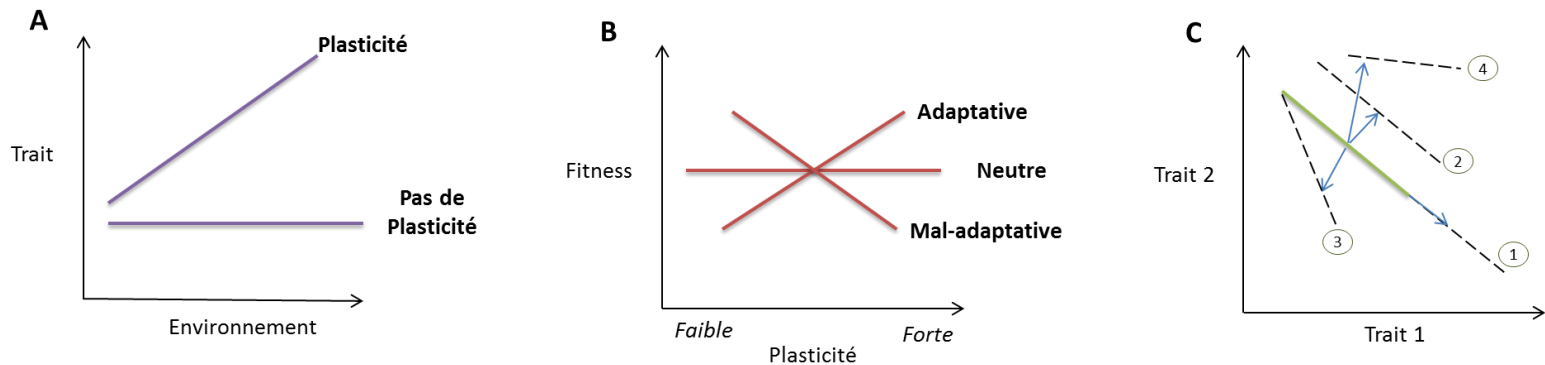 A
Plasticité
Trait
Pas de
Plasticité
Environnement
B
Adaptative
Fitness
Neutre
Mal-adaptative
Faible
Forte
Plasticité
C
4
2
Trait 2
3
1
Trait 1